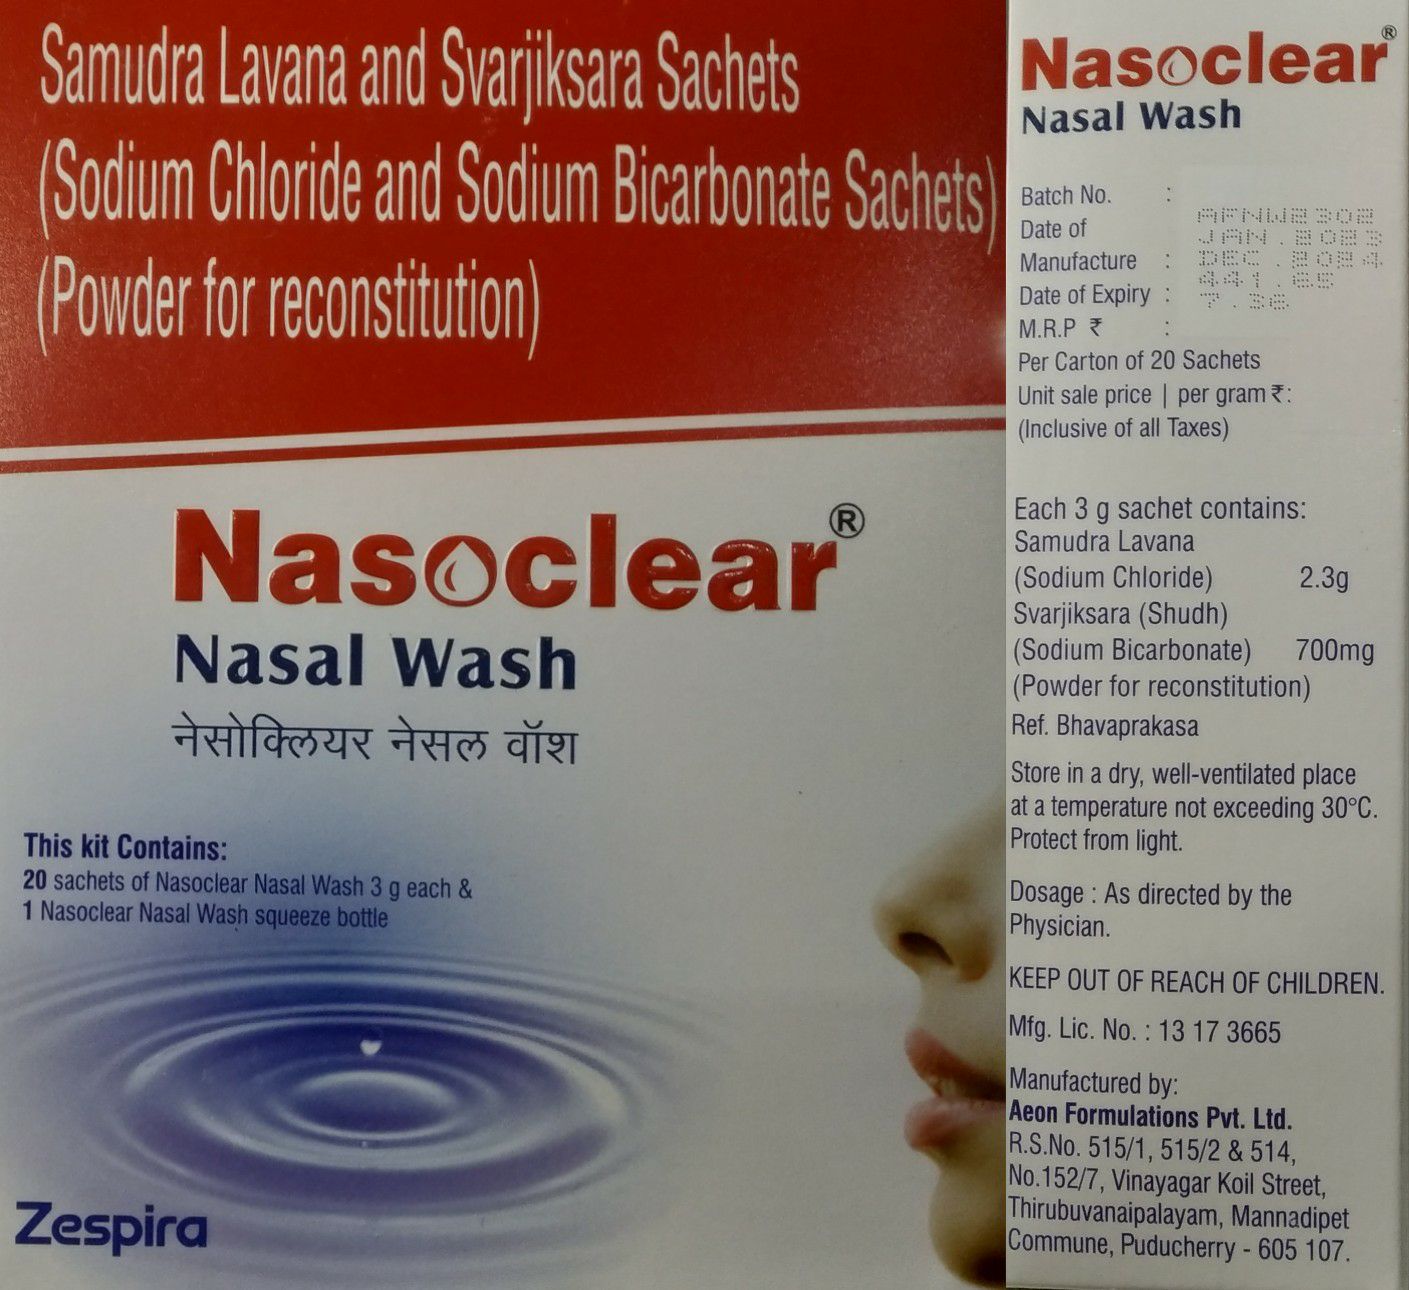 Samudra Lavana and Svarjiksara Sachets
(Sodium Chloride and Sodium Bicarbonate Sachets)
(Powder for reconstitution)
Nasoclear®
Nasal Wash
नेसोक्लियर नेसल वॉश
This kit Contains:
20 sachets of Nasoclear Nasal Wash 3 g each &
1 Nasoclear Nasal Wash squeeze bottle
Zespira
Nasoclear®
Nasal Wash
Batch No. :
Date of
Manufacture :
Date of Expiry :
M.R.P ₹ :
AFNW2302
JAN.2023
DEC.2024
441.65
7.36
Per Carton of 20 Sachets
Unit sale price | per gram ₹:
(Inclusive of all Taxes)
Each 3 g sachet contains:
Samudra Lavana
(Sodium Chloride) 2.3g
Svarjiksara (Shudh)
(Sodium Bicarbonate) 700mg
(Powder for reconstitution)
Ref. Bhavaprakasa
Store in a dry, well-ventilated place
at a temperature not exceeding 30°C.
Protect from light.
Dosage : As directed by the
Physician.
KEEP OUT OF REACH OF CHILDREN.
Mfg. Lic. No. : 13 17 3665
Manufactured by:
Aeon Formulations Pvt. Ltd.
R.S.No. 515/1, 515/2 & 514,
No.152/7, Vinayagar Koil Street,
Thirubuvanaipalayam, Mannadipet
Commune, Puducherry - 605 107.